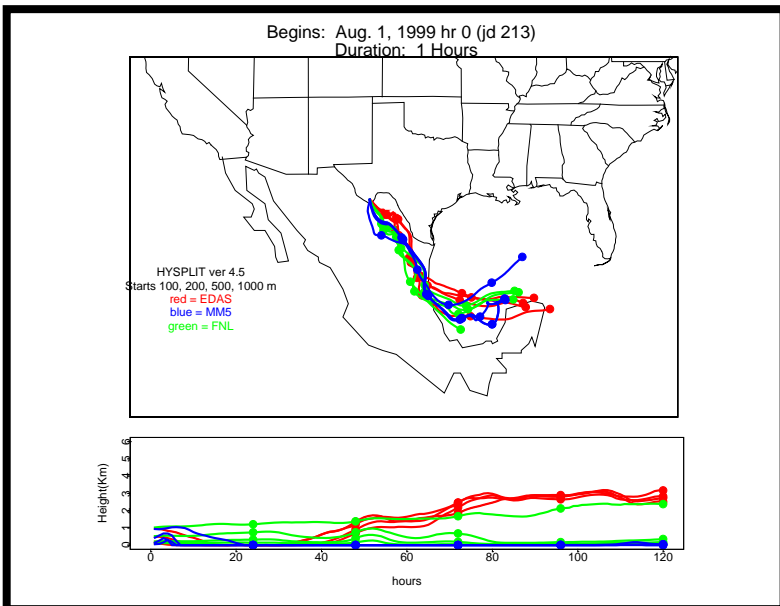 Begins:  Aug. 1, 1999 hr 0 (jd 213)
Duration:  1 Hours
HYSPLIT ver 4.5
Starts 100, 200, 500, 1000 m
red = EDAS
blue = MM5
green = FNL
Height(Km)
6
5
4
3
2
1
0
0 20 40 60 80 100 120
hours